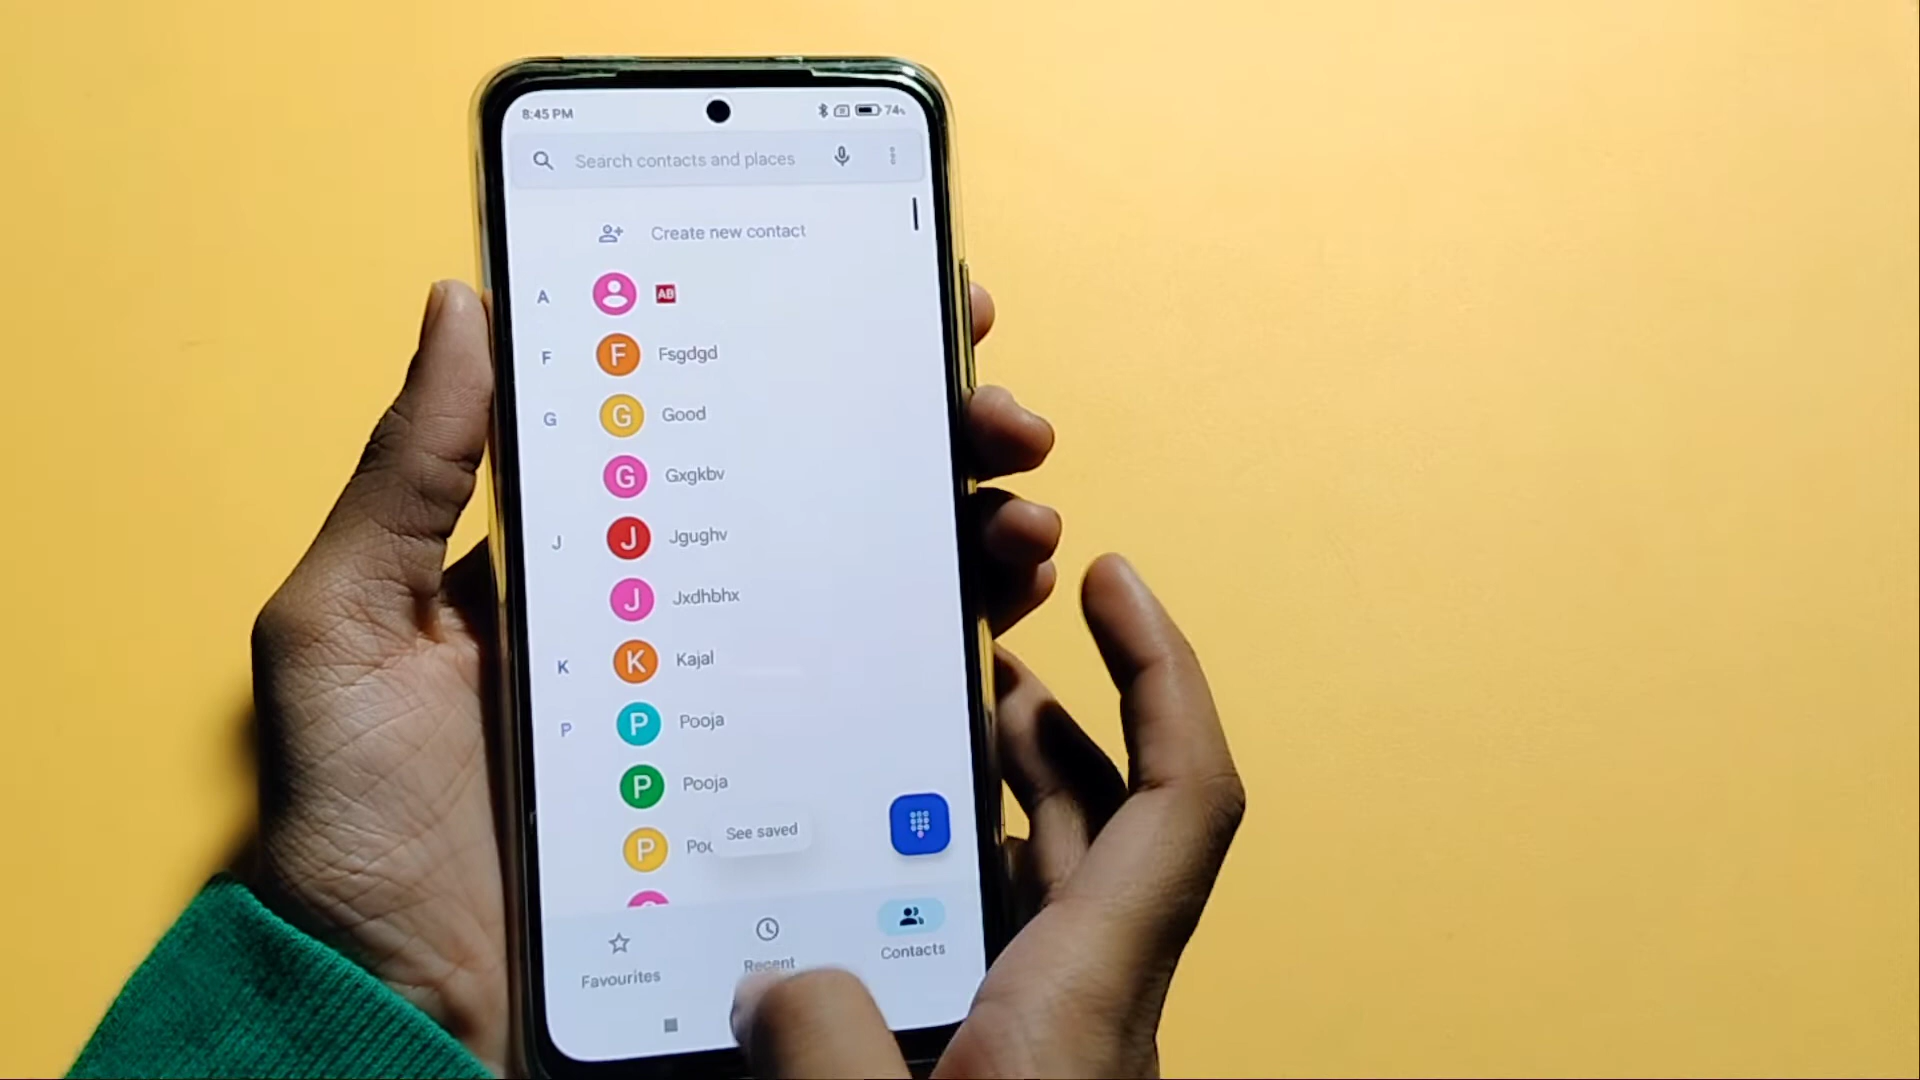 8:45 PM
74%
Search contacts and places
Create new contact
A
AB
F
F
Fsgdgd
G
G
Good
G
Gxgkbv
J
J
Jgughv
J
Jxdhbhx
K
K
Kajal
P
P
Pooja
P
Pooja
P
Poo
See saved
Favourites
Recent
Contacts